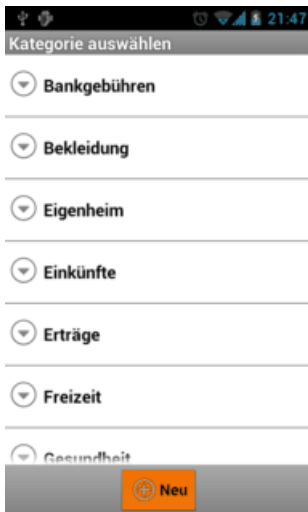 21:47
Kategorie auswählen
Bankgebühren
Bekleidung
Eigenheim
Einkünfte
Erträge
Freizeit
Gesundheit
Neu